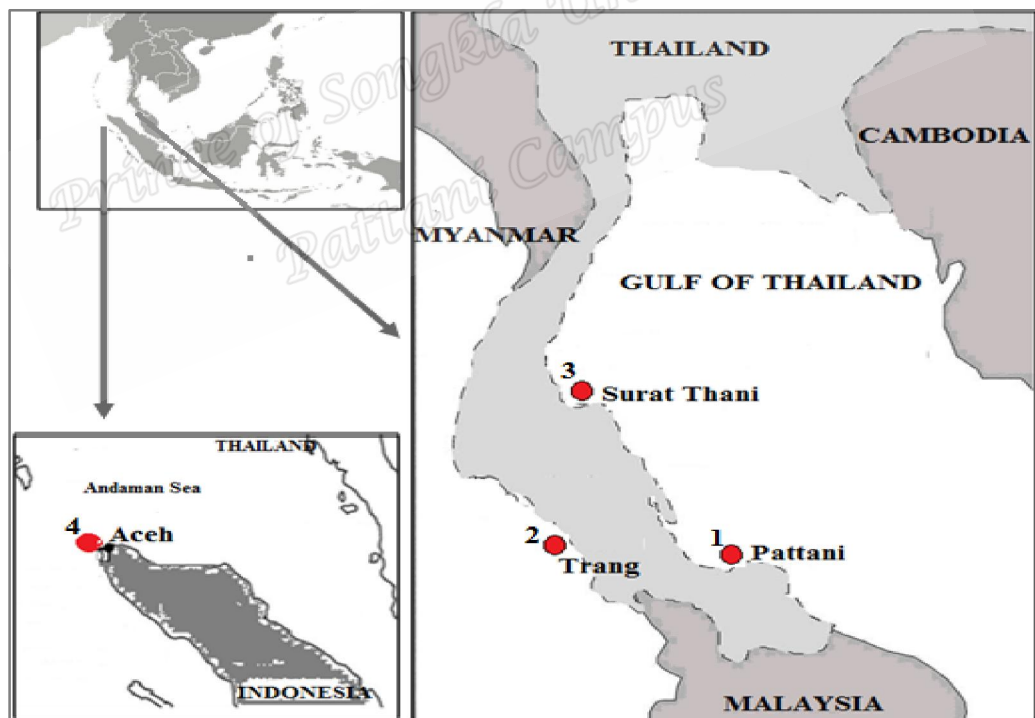 Prince of Songkla Uni
Pattani Campus
THAILAND
CAMBODIA
MYANMAR
GULF OF THAILAND
3
Surat Thani
2
Trang
1
Pattani
MALAYSIA
THAILAND
Andaman Sea
4
Aceh
INDONESIA